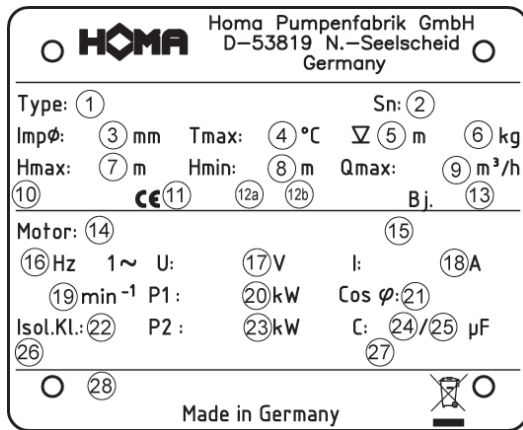 HOMA
Homa Pumpenfabrik GmbH
D-53819 N.-Seelscheid
Germany
Type: 1 Sn: 2
Impø: 3 mm Tmax: 4 °C 5 m 6 kg
Hmax: 7 m Hmin: 8 m Qmax: 9 m³/h
10 CE 11 12a 12b Bj. 13
Motor: 14 15
16 Hz 1~ U: 17 V I: 18 A
19 min⁻¹ P1: 20 kW Cos φ: 21
Isol.Kl.: 22 P2: 23 kW C: 24/25 µF
26 27
28
Made in Germany